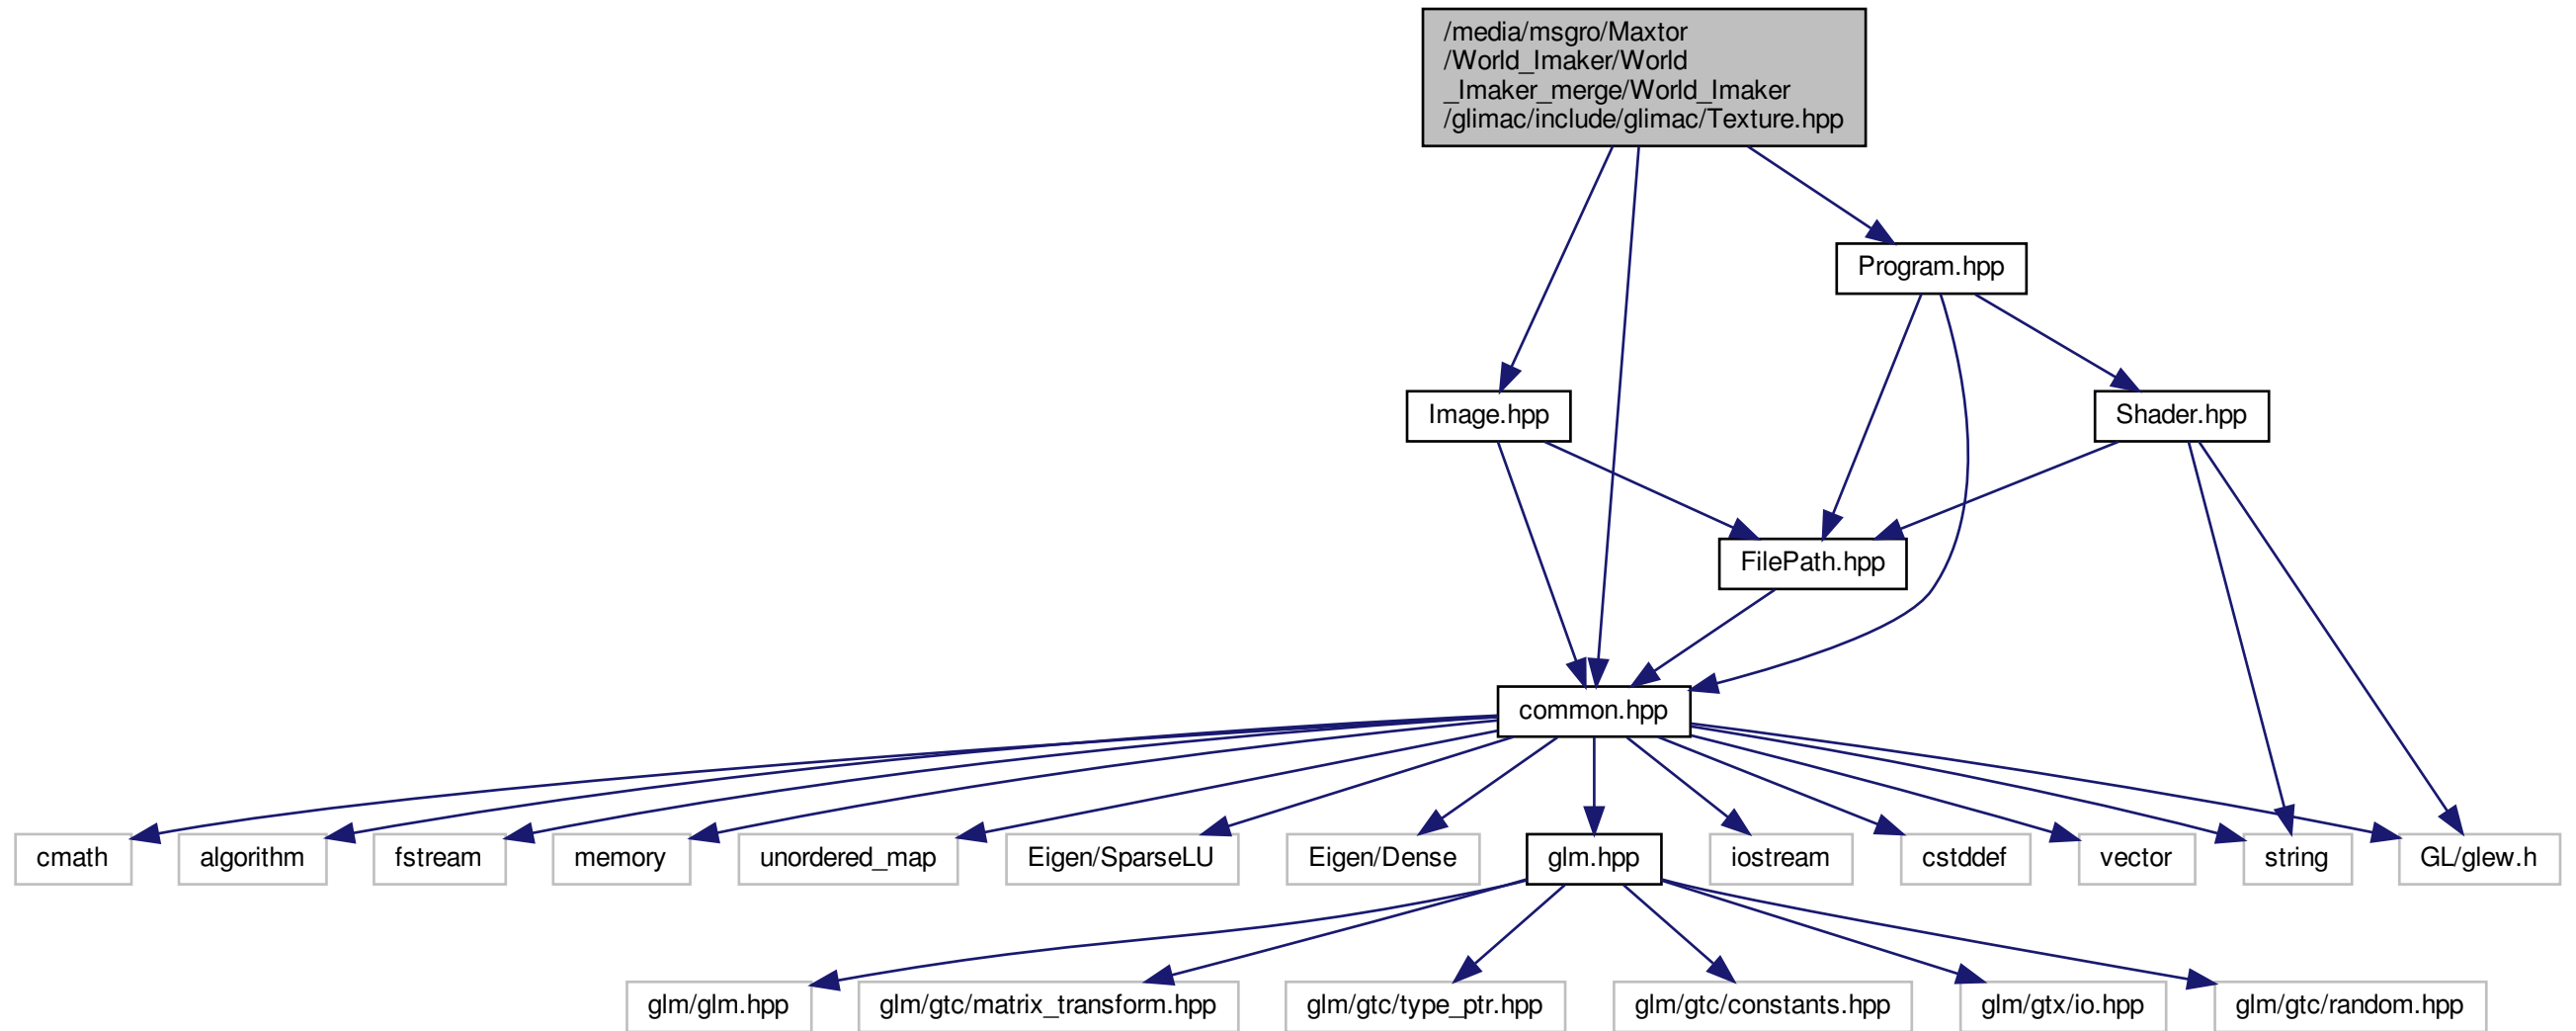 /media/msgro/Maxtor
/World_Imaker/World
_Imaker_merge/World_Imaker
/glimac/include/glimac/Texture.hpp
Program.hpp
Image.hpp
Shader.hpp
FilePath.hpp
common.hpp
cmath
algorithm
fstream
memory
unordered_map
Eigen/SparseLU
Eigen/Dense
glm.hpp
iostream
cstddef
vector
string
GL/glew.h
glm/glm.hpp
glm/gtc/matrix_transform.hpp
glm/gtc/type_ptr.hpp
glm/gtc/constants.hpp
glm/gtx/io.hpp
glm/gtc/random.hpp